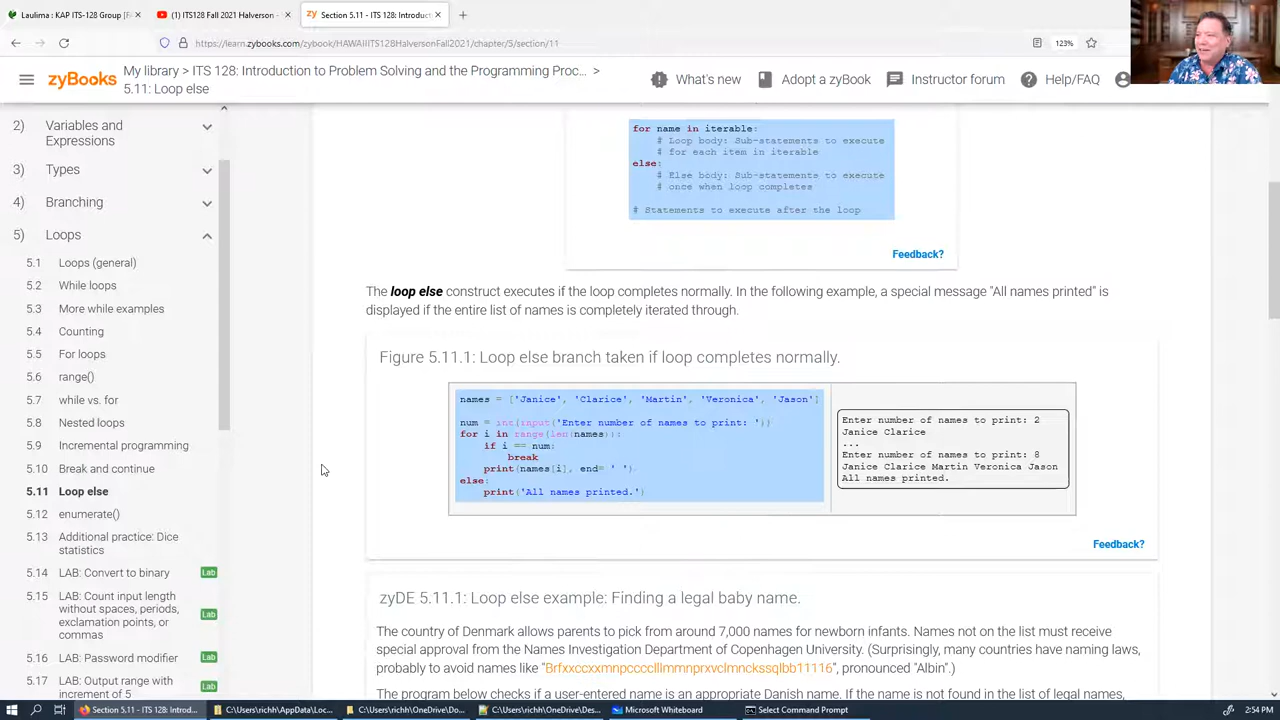 Laulima : KAP ITS-128 Group [R
(1) ITS128 Fall 2021 Halverson -
zy Section 5.11 - ITS 128: Introduct
https://learn.zybooks.com/zybook/HAWAIIITS128HalversonFall2021/chapter/5/section/11
123%
zyBooks
My library > ITS 128: Introduction to Problem Solving and the Programming Proc... >
5.11: Loop else
What's new
Adopt a zyBook
Instructor forum
Help/FAQ
2) Variables and
Expressions
3) Types
4) Branching
5) Loops
5.1 Loops (general)
5.2 While loops
5.3 More while examples
5.4 Counting
5.5 For loops
5.6 range()
5.7 while vs. for
5.8 Nested loops
5.9 Incremental programming
5.10 Break and continue
5.11 Loop else
5.12 enumerate()
5.13 Additional practice: Dice
statistics
5.14 LAB: Convert to binary Lab
5.15 LAB: Count input length
without spaces, periods, Lab
exclamation points, or
commas
5.16 LAB: Password modifier Lab
5.17 LAB: Output range with Lab
increment of 5
for name in iterable:
# Loop body: Sub-statements to execute
# for each item in iterable
else:
# Else body: Sub-statements to execute
# once when loop completes
# Statements to execute after the loop
Feedback?
The loop else construct executes if the loop completes normally. In the following example, a special message "All names printed" is
displayed if the entire list of names is completely iterated through.
Figure 5.11.1: Loop else branch taken if loop completes normally.
names = ['Janice', 'Clarice', 'Martin', 'Veronica', 'Jason']
num = int(input('Enter number of names to print: '))
for i in range(len(names)):
if i == num:
break
print(names[i], end= ' ')
else:
print('All names printed.')
Enter number of names to print: 2
Janice Clarice
...
Enter number of names to print: 8
Janice Clarice Martin Veronica Jason
All names printed.
Feedback?
zyDE 5.11.1: Loop else example: Finding a legal baby name.
The country of Denmark allows parents to pick from around 7,000 names for newborn infants. Names not on the list must receive
special approval from the Names Investigation Department of Copenhagen University. (Surprisingly, many countries have naming laws,
probably to avoid names like "Brfxxccxxmnpcccclllmmnprxvclmnckssqlbb11116", pronounced "Albin".)
The program below checks if a user-entered name is an appropriate Danish name. If the name is not found in the list of legal names,
Section 5.11 - ITS 128: Introd...
C:\Users\richh\AppData\Loc...
C:\Users\richh\OneDrive\Do...
C:\Users\richh\OneDrive\Des...
Microsoft Whiteboard
Select Command Prompt
2:54 PM